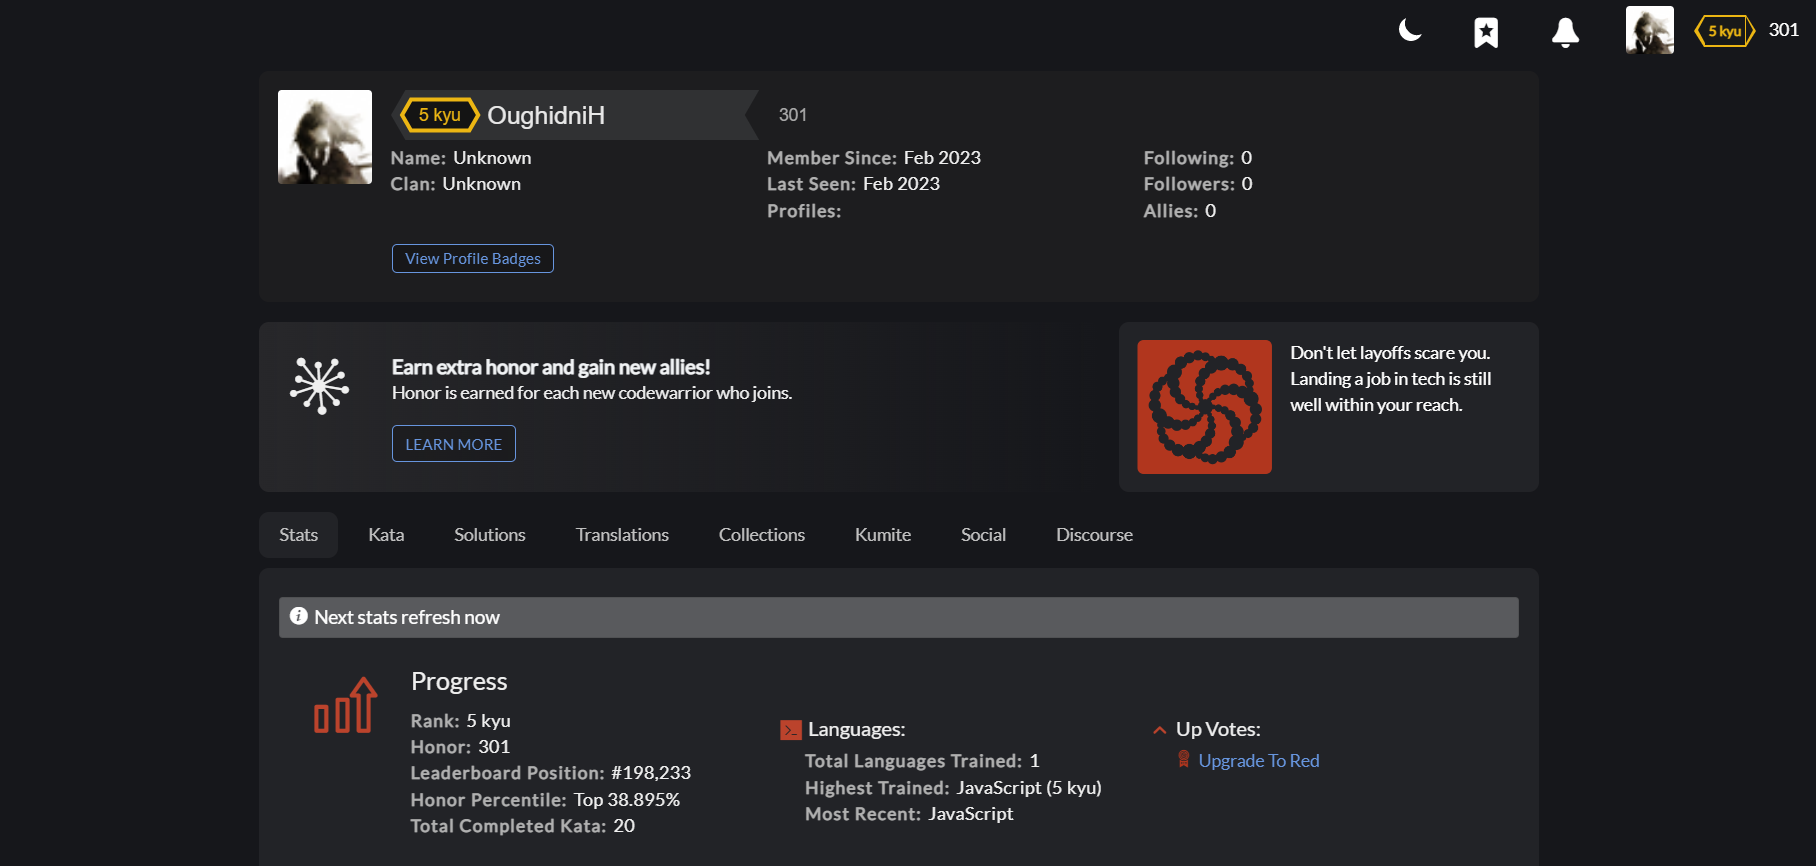 5 kyu 301
5 kyu OughidniH 301
Name: Unknown
Clan: Unknown
Member Since: Feb 2023
Last Seen: Feb 2023
Profiles:
Following: 0
Followers: 0
Allies: 0
View Profile Badges
Earn extra honor and gain new allies!
Honor is earned for each new codewarrior who joins.
LEARN MORE
Don't let layoffs scare you.
Landing a job in tech is still
well within your reach.
Stats Kata Solutions Translations Collections Kumite Social Discourse
Next stats refresh now
Progress
Rank: 5 kyu
Honor: 301
Leaderboard Position: #198,233
Honor Percentile: Top 38.895%
Total Completed Kata: 20
Languages:
Total Languages Trained: 1
Highest Trained: JavaScript (5 kyu)
Most Recent: JavaScript
Up Votes:
Upgrade To Red